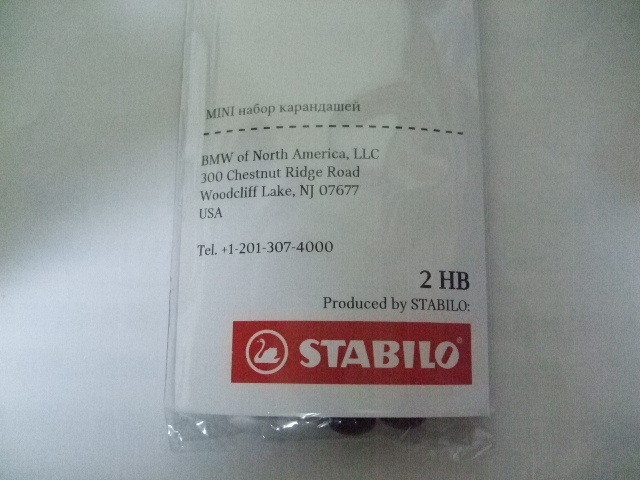 MINI набор карандашей
BMW of North America, LLC
300 Chestnut Ridge Road
Woodcliff Lake, NJ 07677
USA
Tel. +1-201-307-4000
2 HB
Produced by STABILO:
STABILO®